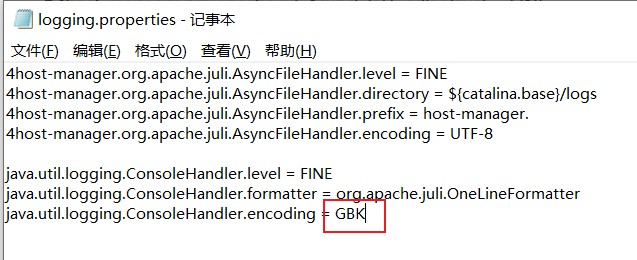 logging.properties - 记事本
文件(F) 编辑(E) 格式(O) 查看(V) 帮助(H)
4host-manager.org.apache.juli.AsyncFileHandler.level = FINE
4host-manager.org.apache.juli.AsyncFileHandler.directory = ${catalina.base}/logs
4host-manager.org.apache.juli.AsyncFileHandler.prefix = host-manager.
4host-manager.org.apache.juli.AsyncFileHandler.encoding = UTF-8
java.util.logging.ConsoleHandler.level = FINE
java.util.logging.ConsoleHandler.formatter = org.apache.juli.OneLineFormatter
java.util.logging.ConsoleHandler.encoding = GBK